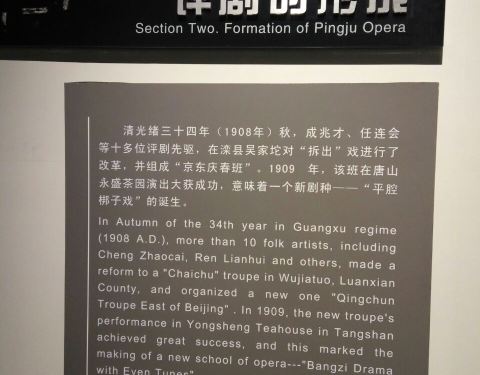 评剧的形成
Section Two. Formation of Pingju Opera
清光绪三十四年（1908年）秋，成兆才、任连会
等十多位评剧先驱，在滦县吴家坨对“拆出”戏进行了
改革，并组成“京东庆春班”。1909 年，该班在唐山
永盛茶园演出大获成功，意味着一个新剧种——“平腔
梆子戏”的诞生。
In Autumn of the 34th year in Guangxu regime
(1908 A.D.), more than 10 folk artists, including
Cheng Zhaocai, Ren Lianhui and others, made a
reform to a "Chaichu" troupe in Wujiatuo, Luanxian
County, and organized a new one "Qingchun
Troupe East of Beijing" . In 1909, the new troupe's
performance in Yongsheng Teahouse in Tangshan
achieved great success, and this marked the
making of a new school of opera---"Bangzi Drama
with Even Tunes"